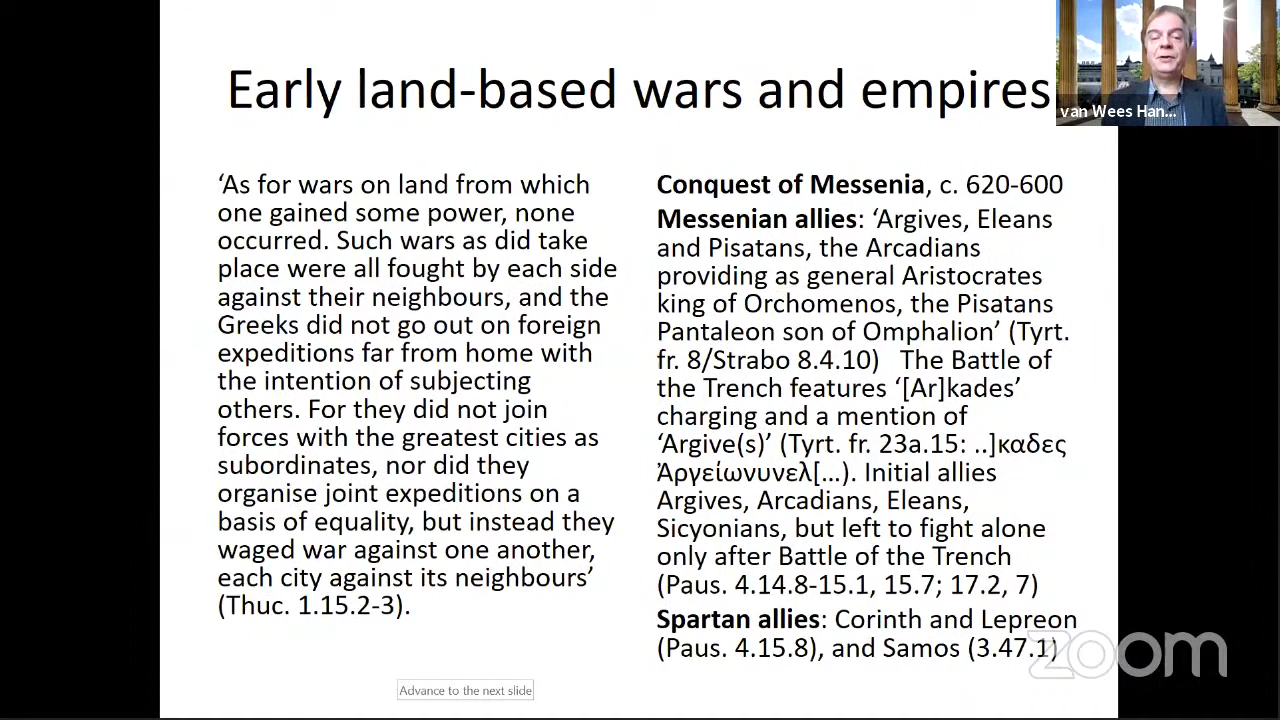 Early land-based wars and empires
van Wees Han...
‘As for wars on land from which
one gained some power, none
occurred. Such wars as did take
place were all fought by each side
against their neighbours, and the
Greeks did not go out on foreign
expeditions far from home with
the intention of subjecting
others. For they did not join
forces with the greatest cities as
subordinates, nor did they
organise joint expeditions on a
basis of equality, but instead they
waged war against one another,
each city against its neighbours’
(Thuc. 1.15.2-3).
Conquest of Messenia, c. 620-600
Messenian allies: ‘Argives, Eleans
and Pisatans, the Arcadians
providing as general Aristocrates
king of Orchomenos, the Pisatans
Pantaleon son of Omphalion’ (Tyrt.
fr. 8/Strabo 8.4.10) The Battle of
the Trench features ‘[Ar]kades’
charging and a mention of
‘Argive(s)’ (Tyrt. fr. 23a.15: ..]καδες
Ἀργείωνυνελ[…). Initial allies
Argives, Arcadians, Eleans,
Sicyonians, but left to fight alone
only after Battle of the Trench
(Paus. 4.14.8-15.1, 15.7; 17.2, 7)
Spartan allies: Corinth and Lepreon
(Paus. 4.15.8), and Samos (3.47.1)
zoom
Advance to the next slide